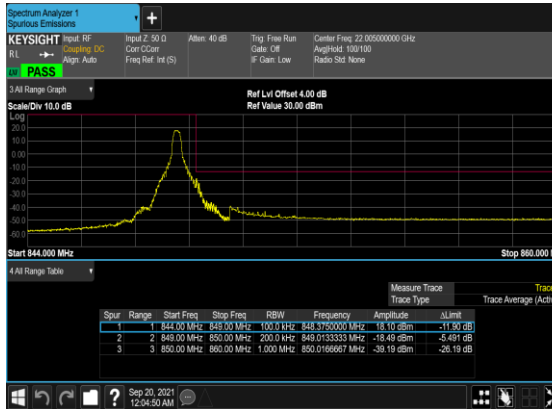 Spectrum Analyzer 1
Spurious Emissions
KEYSIGHT Input: RF Input Z: 50 Ω Atten: 40 dB Trig: Free Run Center Freq: 22.005000000 GHz
RL Coupling: DC Corr CCorr Gate: Off Avg|Hold: 100/100
Align: Auto Freq Ref: Int (S) IF Gain: Low Radio Std: None
PASS
3 All Range Graph Ref Lvl Offset 4.00 dB
Scale/Div 10.0 dB Ref Value 30.00 dBm
Log
20.0
10.0
0.00
-10.0
-20.0
-30.0
-40.0
-50.0
-60.0
Start 844.000 MHz Stop 860.000
4 All Range Table
Measure Trace Trace
Trace Type Trace Average
Spur Range Start Freq Stop Freq RBW Frequency Amplitude ΔLimit
1 1 844.00 MHz 849.00 MHz 100.0 kHz 848.3750000 MHz 18.10 dBm -11.90 dB
2 2 849.00 MHz 850.00 MHz 200.0 kHz 849.0133333 MHz -18.49 dBm -5.491 dB
3 3 850.00 MHz 860.00 MHz 1.000 MHz 850.0166667 MHz -39.19 dBm -26.19 dB
? Sep 20, 2021
12:04:50 AM